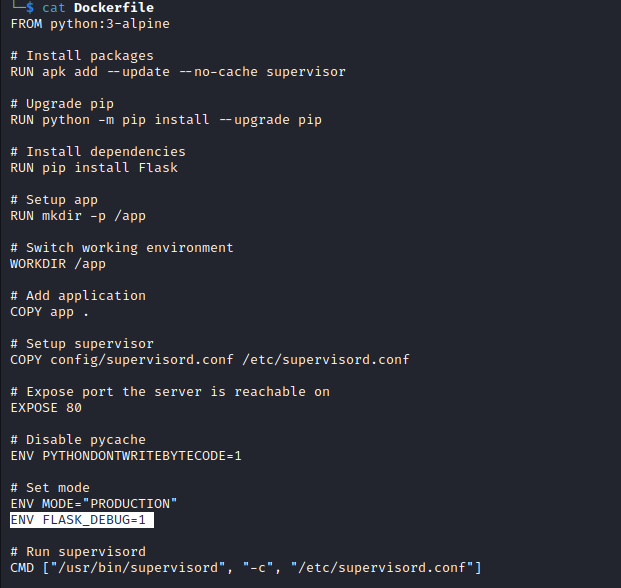 └─$ cat Dockerfile
FROM python:3-alpine
# Install packages
RUN apk add --update --no-cache supervisor
# Upgrade pip
RUN python -m pip install --upgrade pip
# Install dependencies
RUN pip install Flask
# Setup app
RUN mkdir -p /app
# Switch working environment
WORKDIR /app
# Add application
COPY app .
# Setup supervisor
COPY config/supervisord.conf /etc/supervisord.conf
# Expose port the server is reachable on
EXPOSE 80
# Disable pycache
ENV PYTHONDONTWRITEBYTECODE=1
# Set mode
ENV MODE="PRODUCTION"
ENV FLASK_DEBUG=1
# Run supervisord
CMD ["/usr/bin/supervisord", "-c", "/etc/supervisord.conf"]